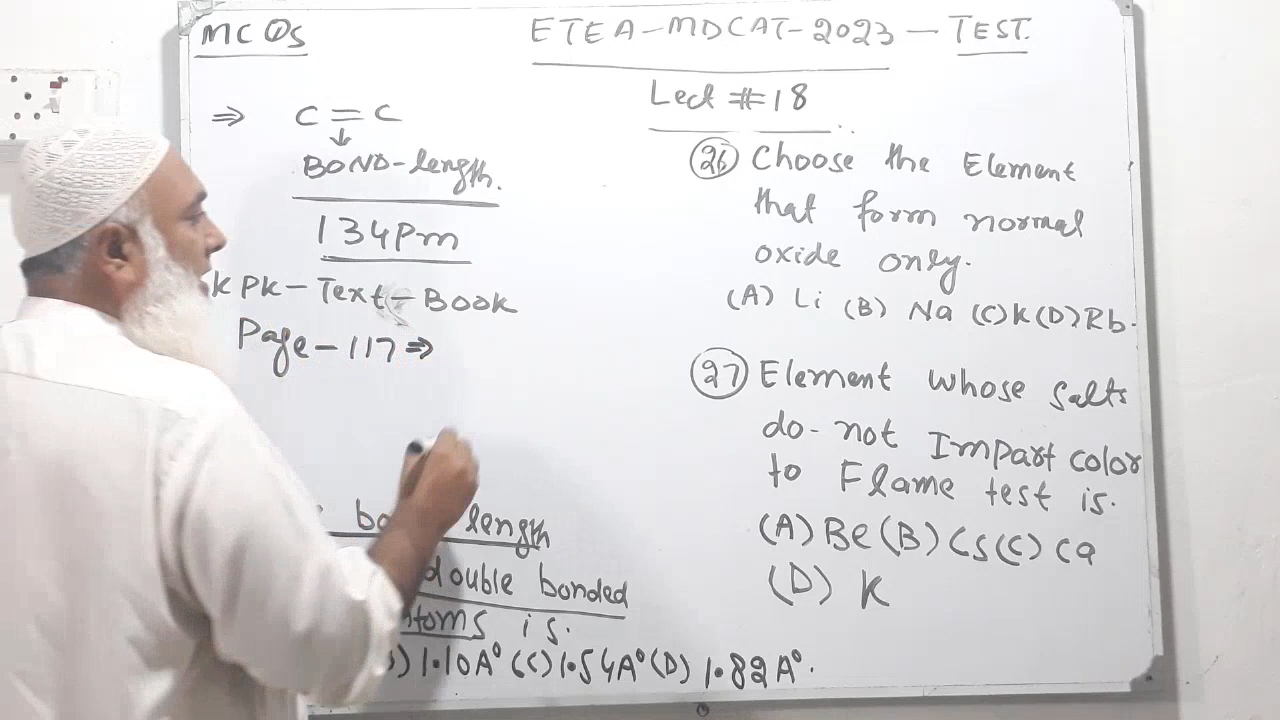 MCQs
ETEA-MDCAT-2023-TEST.
Lect #18
⇒ C=C
↓
BOND-length.
134Pm
KPK-Text-Book
Page-117⇒
length
double bonded
is.
1.10A° (C) 1.54A° (D) 1.82A°.
(26) Choose the Element
that form normal
oxide only.
(A) Li (B) Na (C) K (D) Rb.
(27) Element whose salts
do-not Impart color
to Flame test is.
(A) Be (B) Cs (C) Ca
(D) K